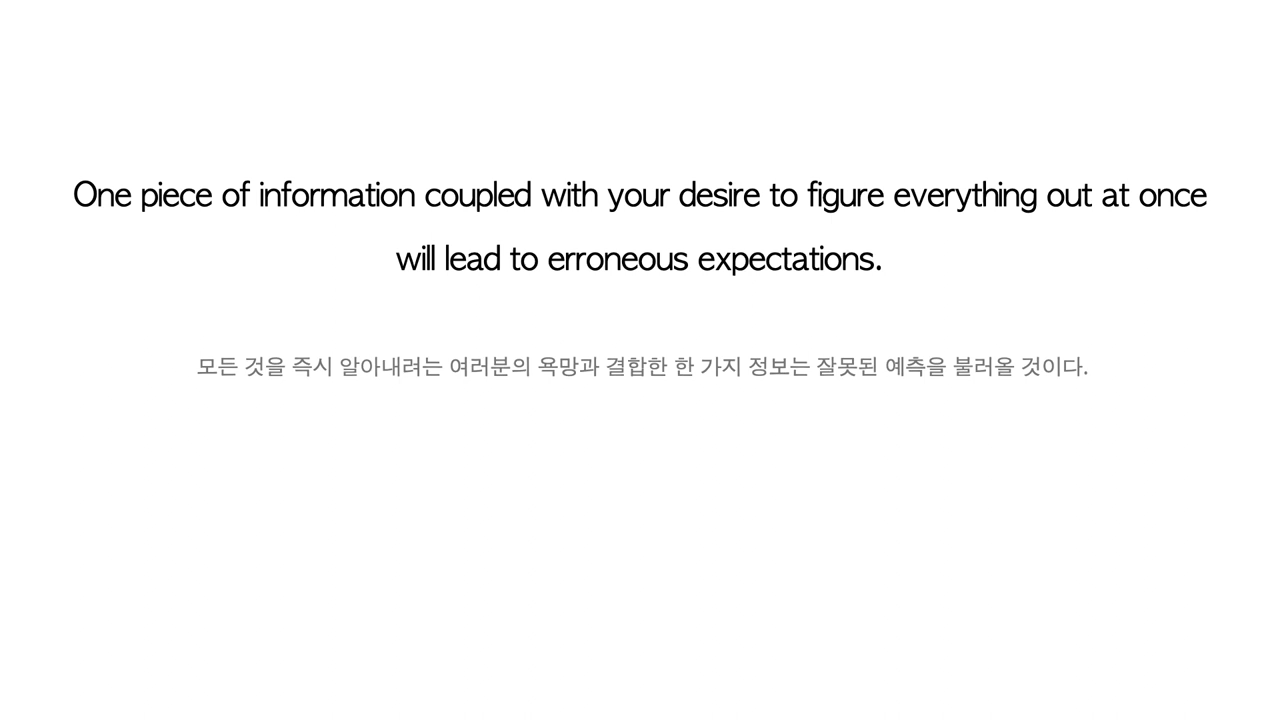 One piece of information coupled with your desire to figure everything out at once
will lead to erroneous expectations.
모든 것을 즉시 알아내려는 여러분의 욕망과 결합한 한 가지 정보는 잘못된 예측을 불러올 것이다.